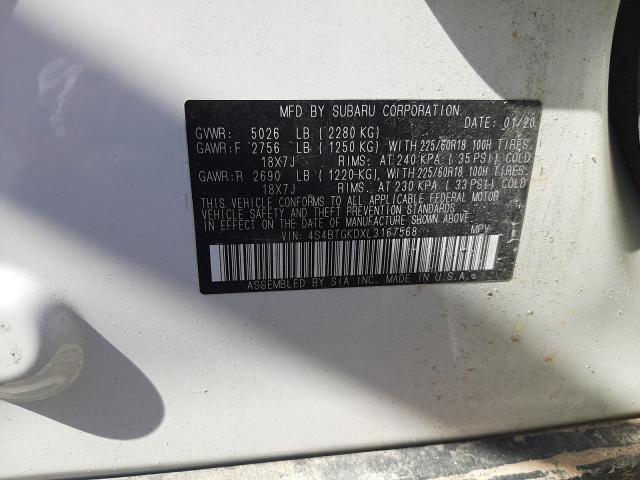 MFD BY SUBARU CORPORATION
DATE: 01/20
GVWR: 5026 LB (2280 KG)
GAWR:F 2756 LB (1250 KG) WITH 225/60R18 100H TIRES.
18X7J RIMS. AT 240 KPA (35 PSI) COLD
GAWR:R 2690 LB (1220-KG) WITH 225/60R18 100H TIRES.
18X7J RIMS. AT 230 KPA (33 PSI) COLD
THIS VEHICLE CONFORMS TO ALL APPLICABLE FEDERAL MOTOR
VEHICLE SAFETY AND THEFT PREVENTION STANDARDS
IN EFFECT ON THE DATE OF MANUFACTURE SHOWN ABOVE.
VIN: 4S4BTGKDXL3167568 MPV
ASSEMBLED BY SIA INC. MADE IN U.S.A.